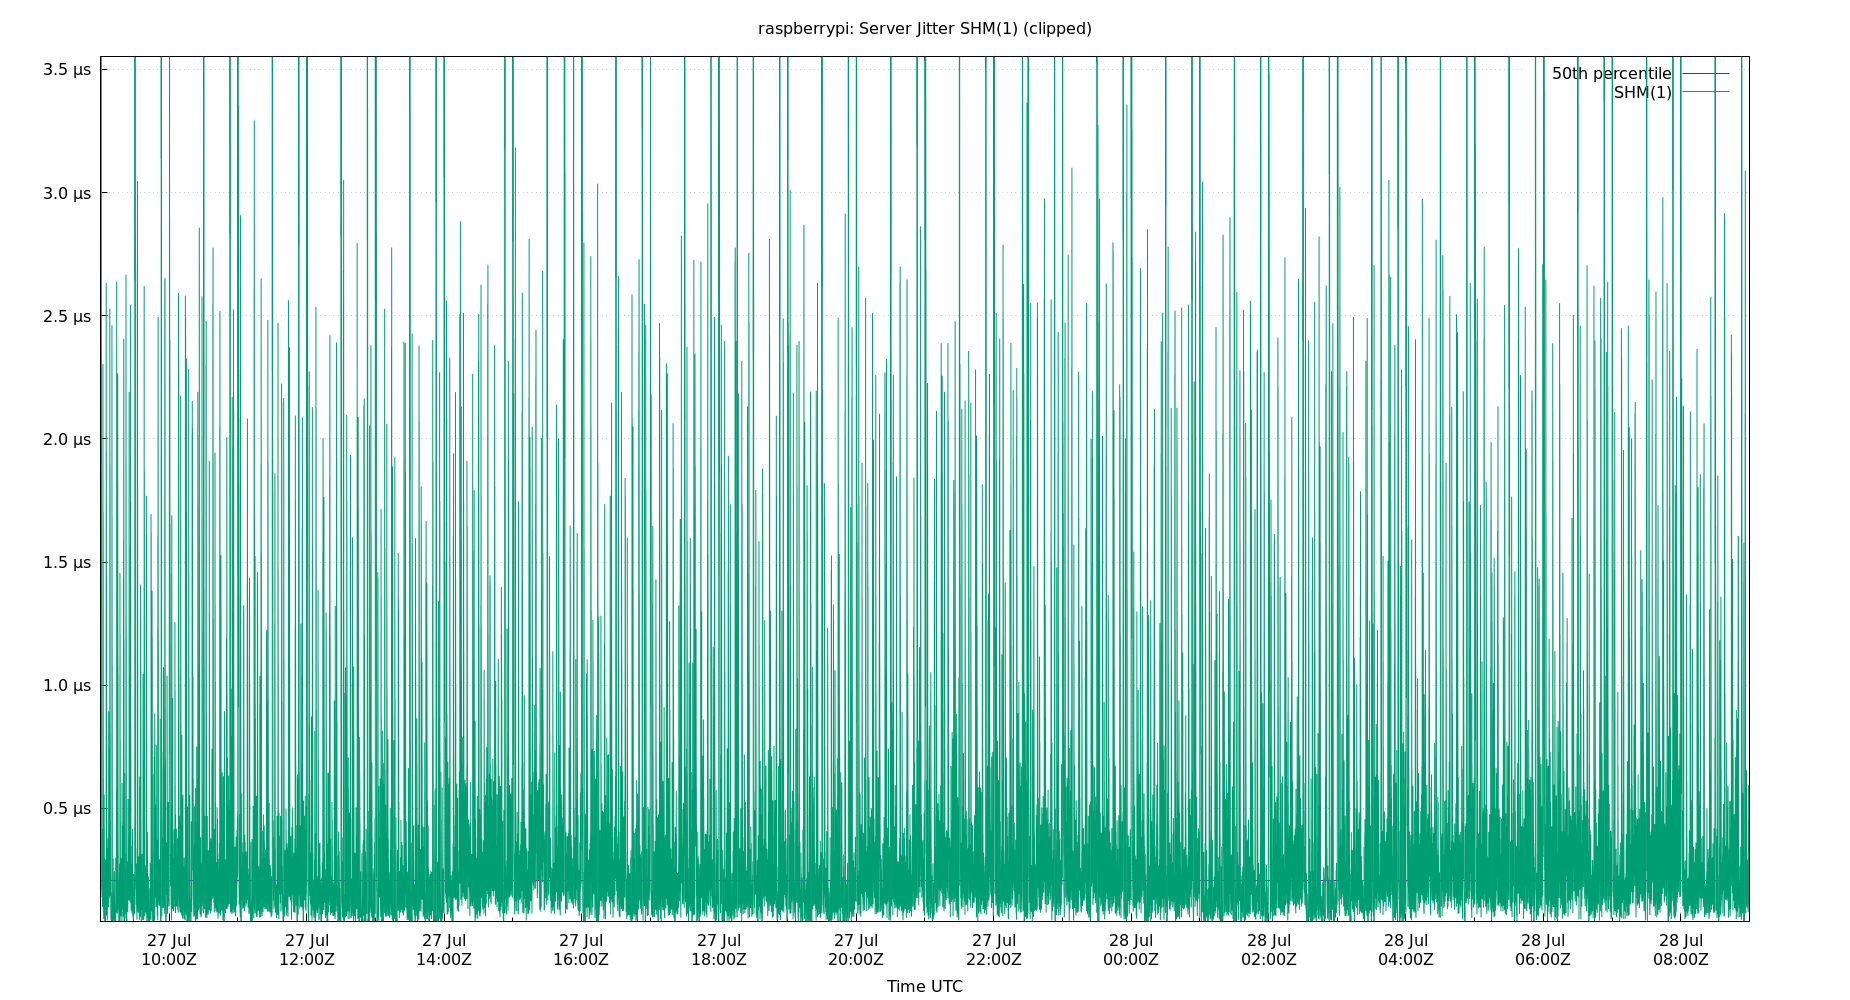 raspberrypi: Server Jitter SHM(1) (clipped)
3.5 µs
3.0 µs
2.5 µs
2.0 µs
1.5 µs
1.0 µs
0.5 µs
50th percentile
SHM(1)
27 Jul 27 Jul 27 Jul 27 Jul 27 Jul 27 Jul 27 Jul 28 Jul 28 Jul 28 Jul 28 Jul 28 Jul
10:00Z 12:00Z 14:00Z 16:00Z 18:00Z 20:00Z 22:00Z 00:00Z 02:00Z 04:00Z 06:00Z 08:00Z
Time UTC